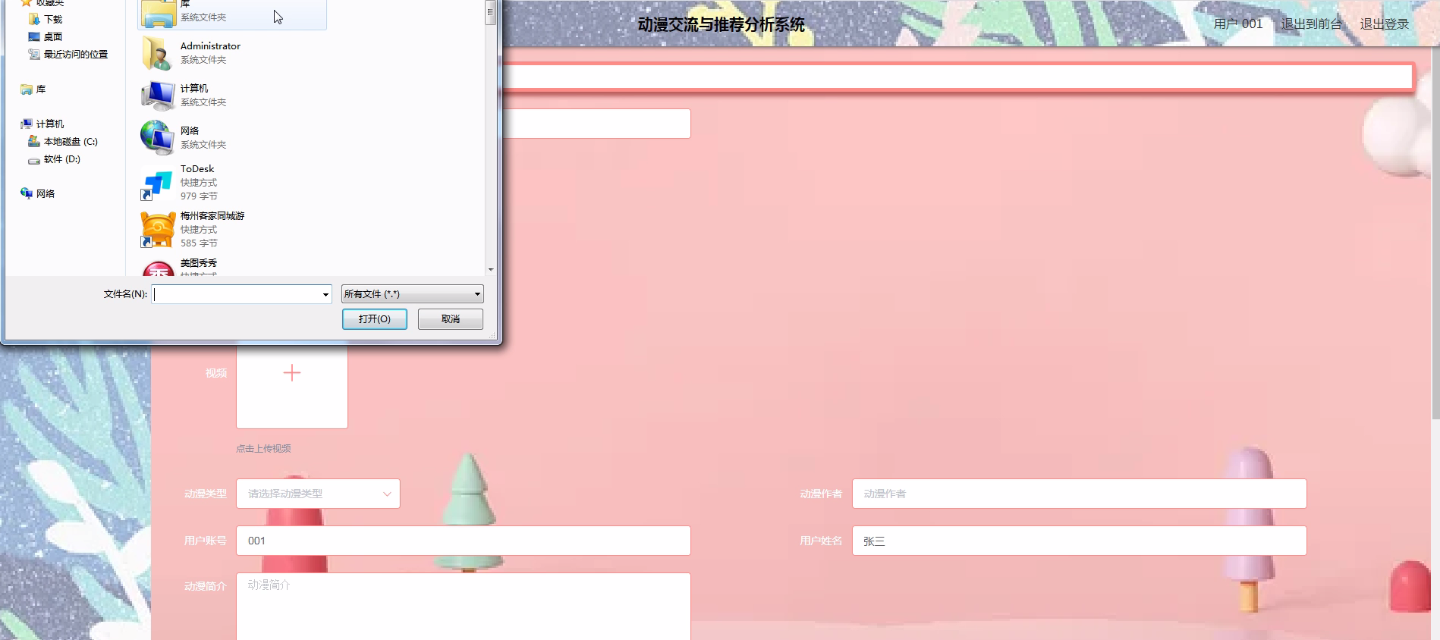 动漫交流与推荐分析系统
用户 001
退出到前台
退出登录
收藏夹
下载
桌面
最近访问的位置
库
计算机
本地磁盘 (C:)
软件 (D:)
网络
库
系统文件夹
Administrator
系统文件夹
计算机
系统文件夹
网络
系统文件夹
ToDesk
快捷方式
979 字节
梅州客家同城游
快捷方式
585 字节
美图秀秀
快捷方式
文件名(N):
所有文件 (*.*)
打开(O)
取消
视频
点击上传视频
动漫类型
请选择动漫类型
动漫作者
动漫作者
用户账号
001
用户姓名
张三
动漫简介
动漫简介